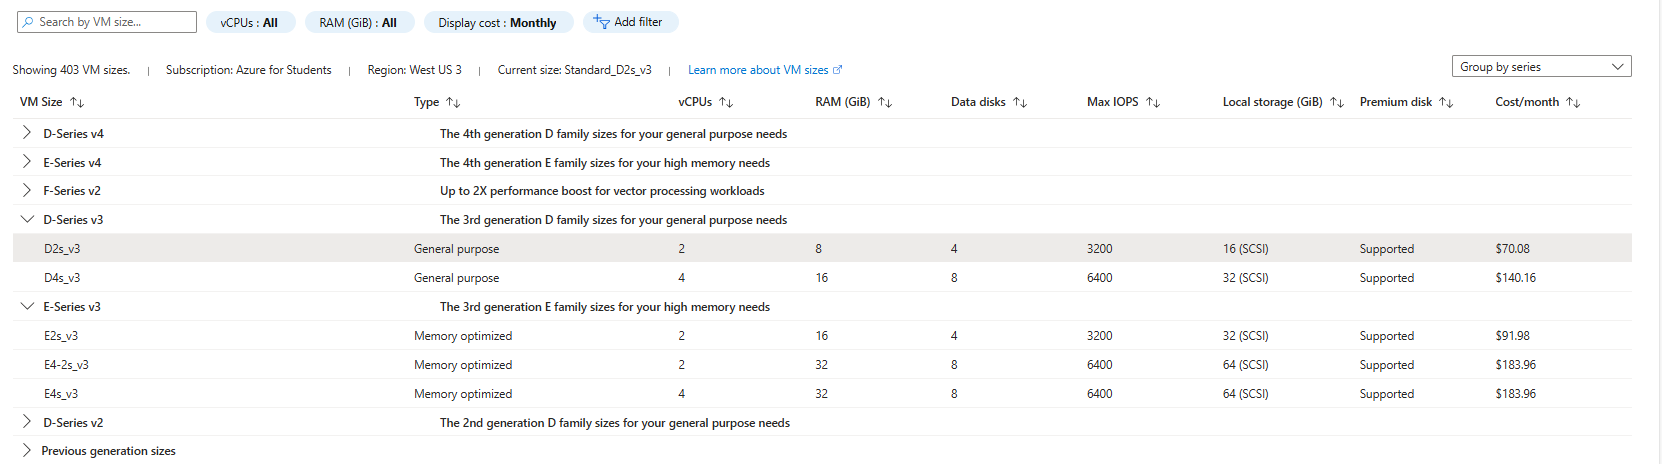 Search by VM size...
vCPUs : All
RAM (GiB) : All
Display cost : Monthly
Add filter
Showing 403 VM sizes. | Subscription: Azure for Students | Region: West US 3 | Current size: Standard_D2s_v3 | Learn more about VM sizes
Group by series
VM Size Type vCPUs RAM (GiB) Data disks Max IOPS Local storage (GiB) Premium disk Cost/month
D-Series v4 The 4th generation D family sizes for your general purpose needs
E-Series v4 The 4th generation E family sizes for your high memory needs
F-Series v2 Up to 2X performance boost for vector processing workloads
D-Series v3 The 3rd generation D family sizes for your general purpose needs
D2s_v3 General purpose 2 8 4 3200 16 (SCSI) Supported $70.08
D4s_v3 General purpose 4 16 8 6400 32 (SCSI) Supported $140.16
E-Series v3 The 3rd generation E family sizes for your high memory needs
E2s_v3 Memory optimized 2 16 4 3200 32 (SCSI) Supported $91.98
E4-2s_v3 Memory optimized 2 32 8 6400 64 (SCSI) Supported $183.96
E4s_v3 Memory optimized 4 32 8 6400 64 (SCSI) Supported $183.96
D-Series v2 The 2nd generation D family sizes for your general purpose needs
Previous generation sizes